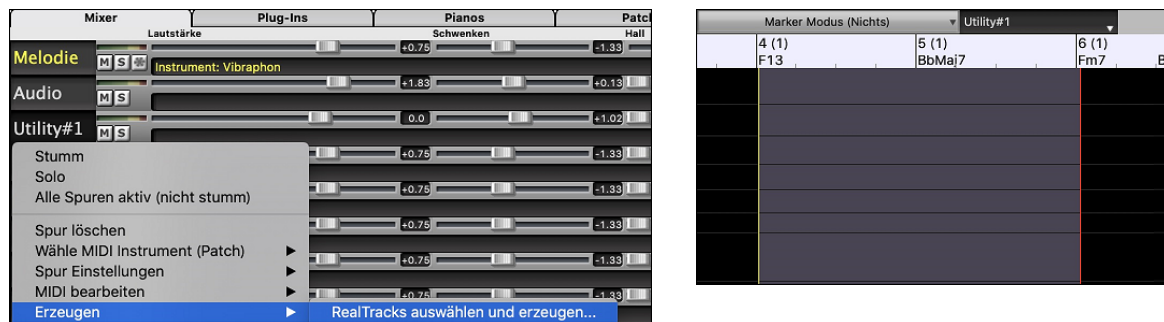 Mixer Plug-Ins Pianos Patcl
Lautstärke Schwenken Hall
Melodie M S +0.75 -1.33
Instrument: Vibraphon
Audio M S +1.83 +0.13
Utility#1 M S 0.0 +1.02
Stumm +0.75 -1.33
Solo
Alle Spuren aktiv (nicht stumm) +0.75 -1.33
Spur löschen +0.75 -1.33
Wähle MIDI Instrument (Patch) +0.75 -1.33
Spur Einstellungen
MIDI bearbeiten +0.75 -1.33
Erzeugen RealTracks auswählen und erzeugen...
Marker Modus (Nichts) Utility#1
4 (1) 5 (1) 6 (1)
F13 BbMaj7 Fm7 B